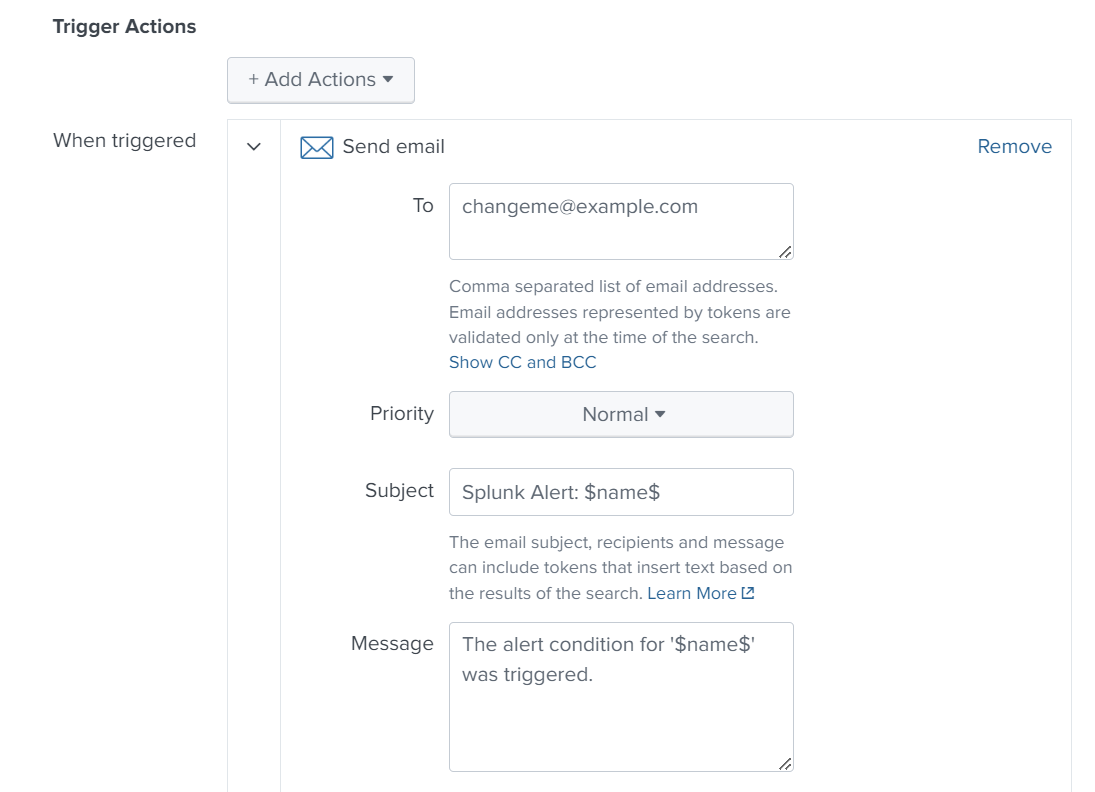 Trigger Actions
+ Add Actions
When triggered
Send email
Remove
To
changeme@example.com
Comma separated list of email addresses.
Email addresses represented by tokens are
validated only at the time of the search.
Show CC and BCC
Priority
Normal
Subject
Splunk Alert: $name$
The email subject, recipients and message
can include tokens that insert text based on
the results of the search. Learn More
Message
The alert condition for '$name$'
was triggered.